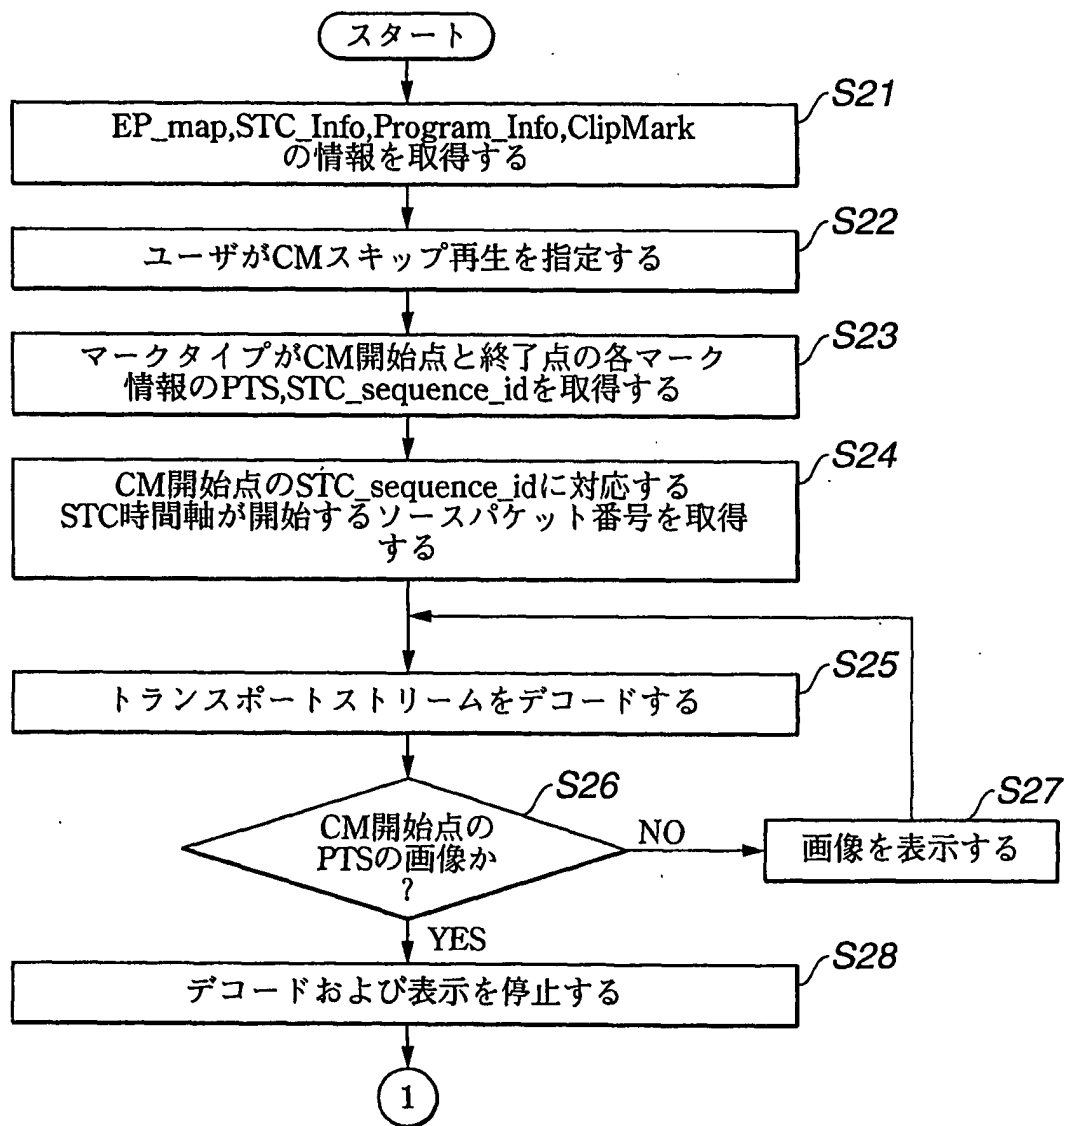 スタート
S21
EP_map,STC_Info,Program_Info,ClipMark
の情報を取得する
S22
ユーザがCMスキップ再生を指定する
S23
マークタイプがCM開始点と終了点の各マーク
情報のPTS,STC_sequence_idを取得する
S24
CM開始点のSTC_sequence_idに対応する
STC時間軸が開始するソースパケット番号を取得
する
S25
トランスポートストリームをデコードする
S26
CM開始点の
PTSの画像か
?
NO
S27
画像を表示する
YES
S28
デコードおよび表示を停止する
1